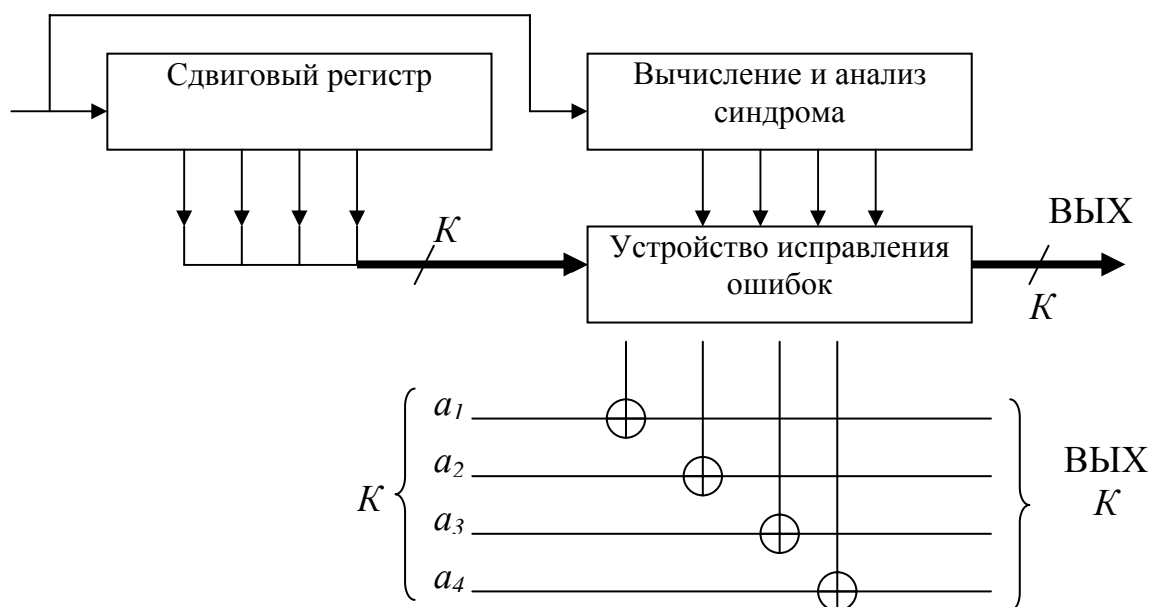 Сдвиговый регистр
Вычисление и анализ
синдрома
К
ВЫХ
Устройство исправления
ошибок
К
a1
a2
К
a3
a4
ВЫХ
К